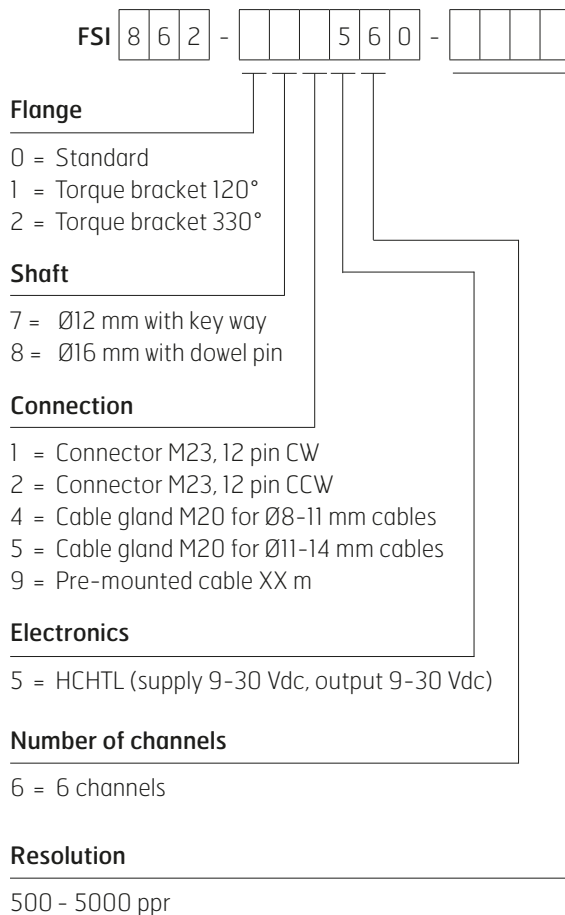 FSI 8 6 2 - 5 6 0 -
Flange
0 = Standard
1 = Torque bracket 120°
2 = Torque bracket 330°
Shaft
7 = Ø12 mm with key way
8 = Ø16 mm with dowel pin
Connection
1 = Connector M23, 12 pin CW
2 = Connector M23, 12 pin CCW
4 = Cable gland M20 for Ø8-11 mm cables
5 = Cable gland M20 for Ø11-14 mm cables
9 = Pre-mounted cable XX m
Electronics
5 = HCHTL (supply 9-30 Vdc, output 9-30 Vdc)
Number of channels
6 = 6 channels
Resolution
500 - 5000 ppr